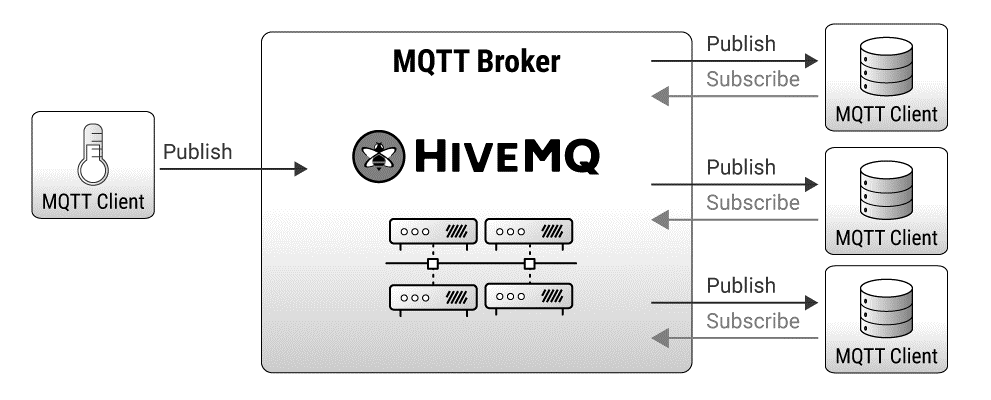 MQTT Broker
HIVEMQ
Publish
MQTT Client
Publish
Subscribe
MQTT Client
Publish
Subscribe
MQTT Client
Publish
Subscribe
MQTT Client